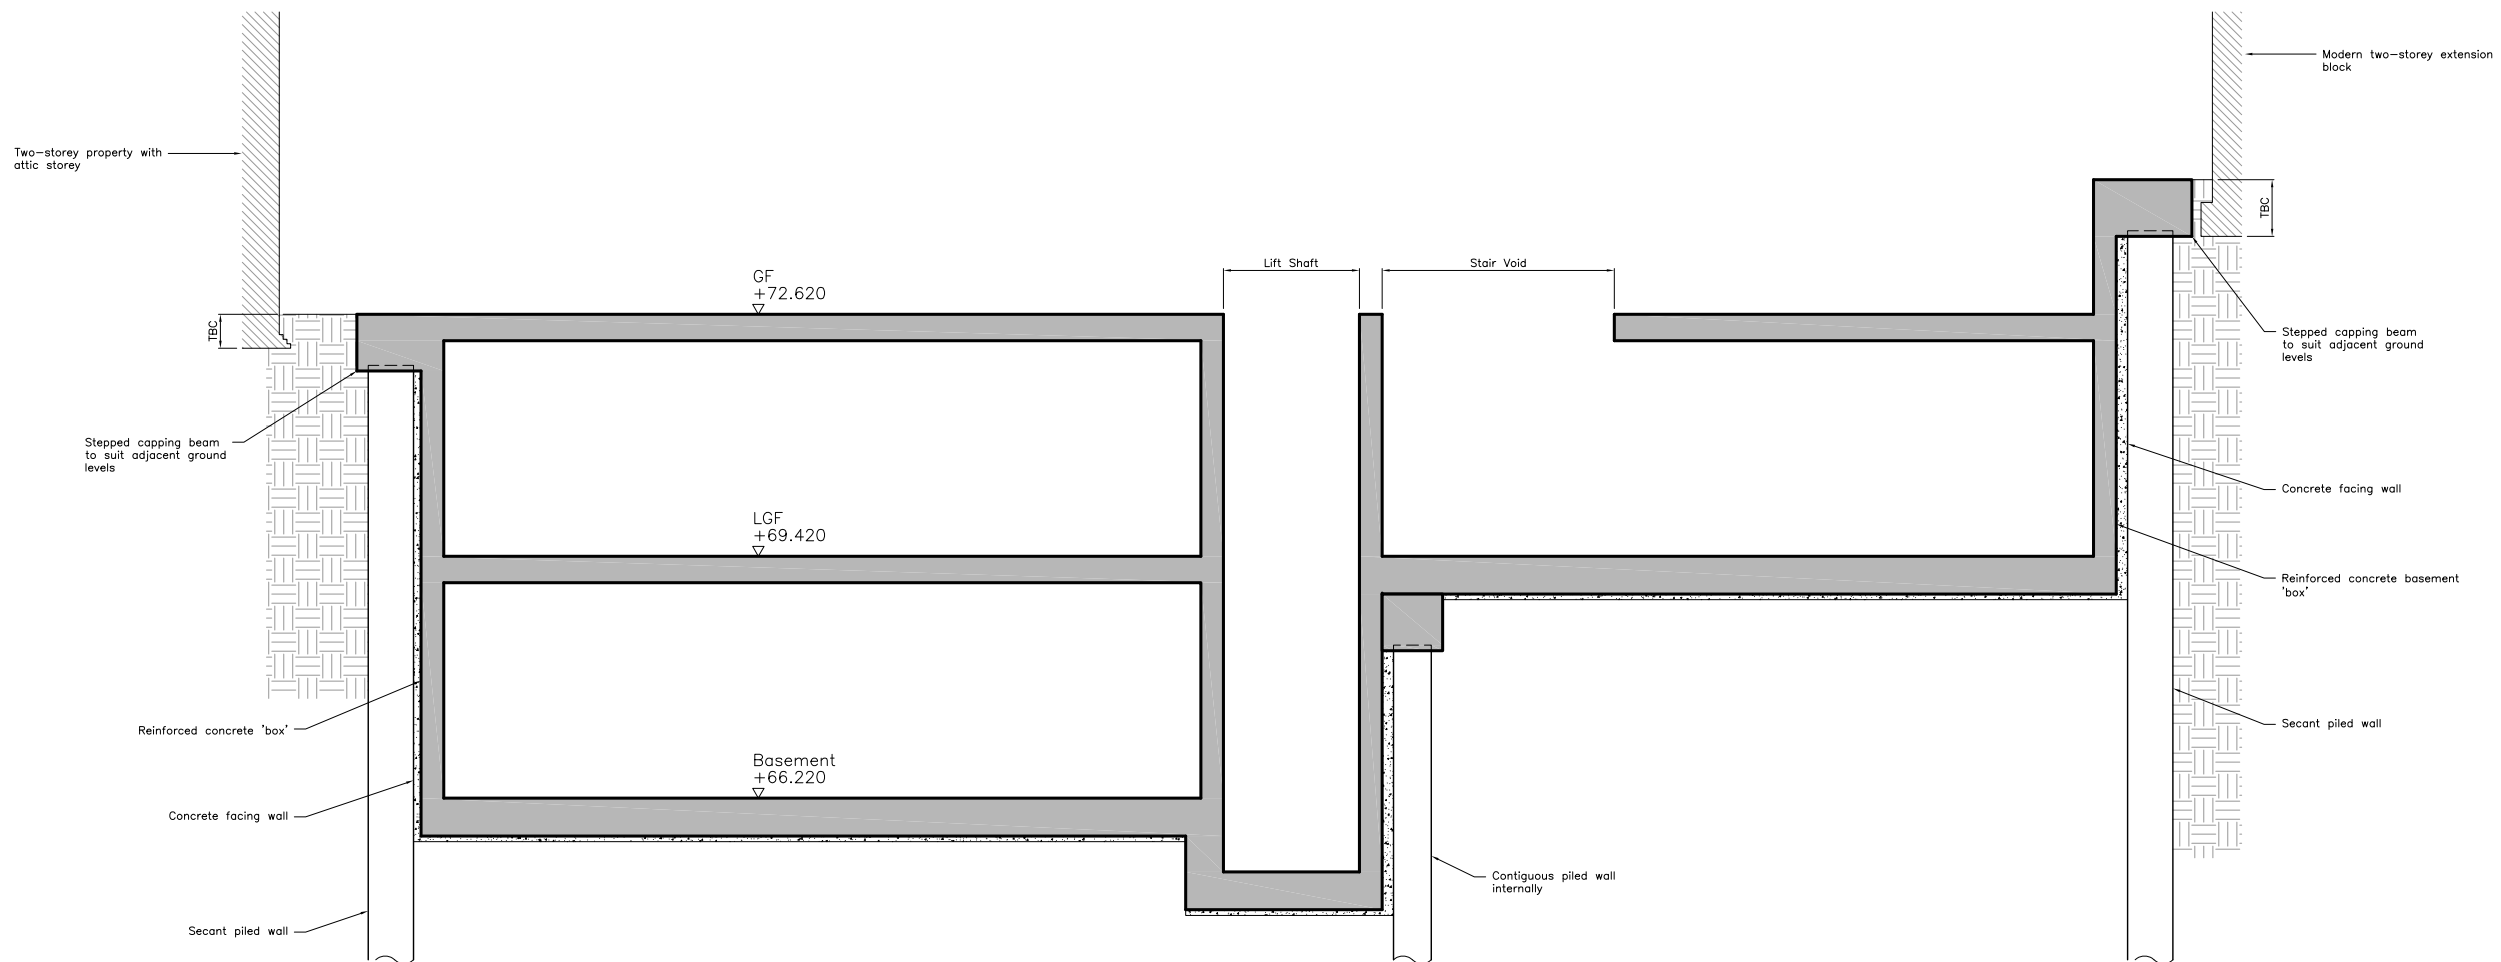 Modern two-storey extension
block
Two-storey property with
attic storey
TBC
Lift Shaft
Stair Void
GF
+72.620
TBC
Stepped capping beam
to suit adjacent ground
levels
Stepped capping beam
to suit adjacent ground
levels
Concrete facing wall
LGF
+69.420
Reinforced concrete basement
'box'
Reinforced concrete 'box'
Secant piled wall
Basement
+66.220
Concrete facing wall
Contiguous piled wall
internally
Secant piled wall